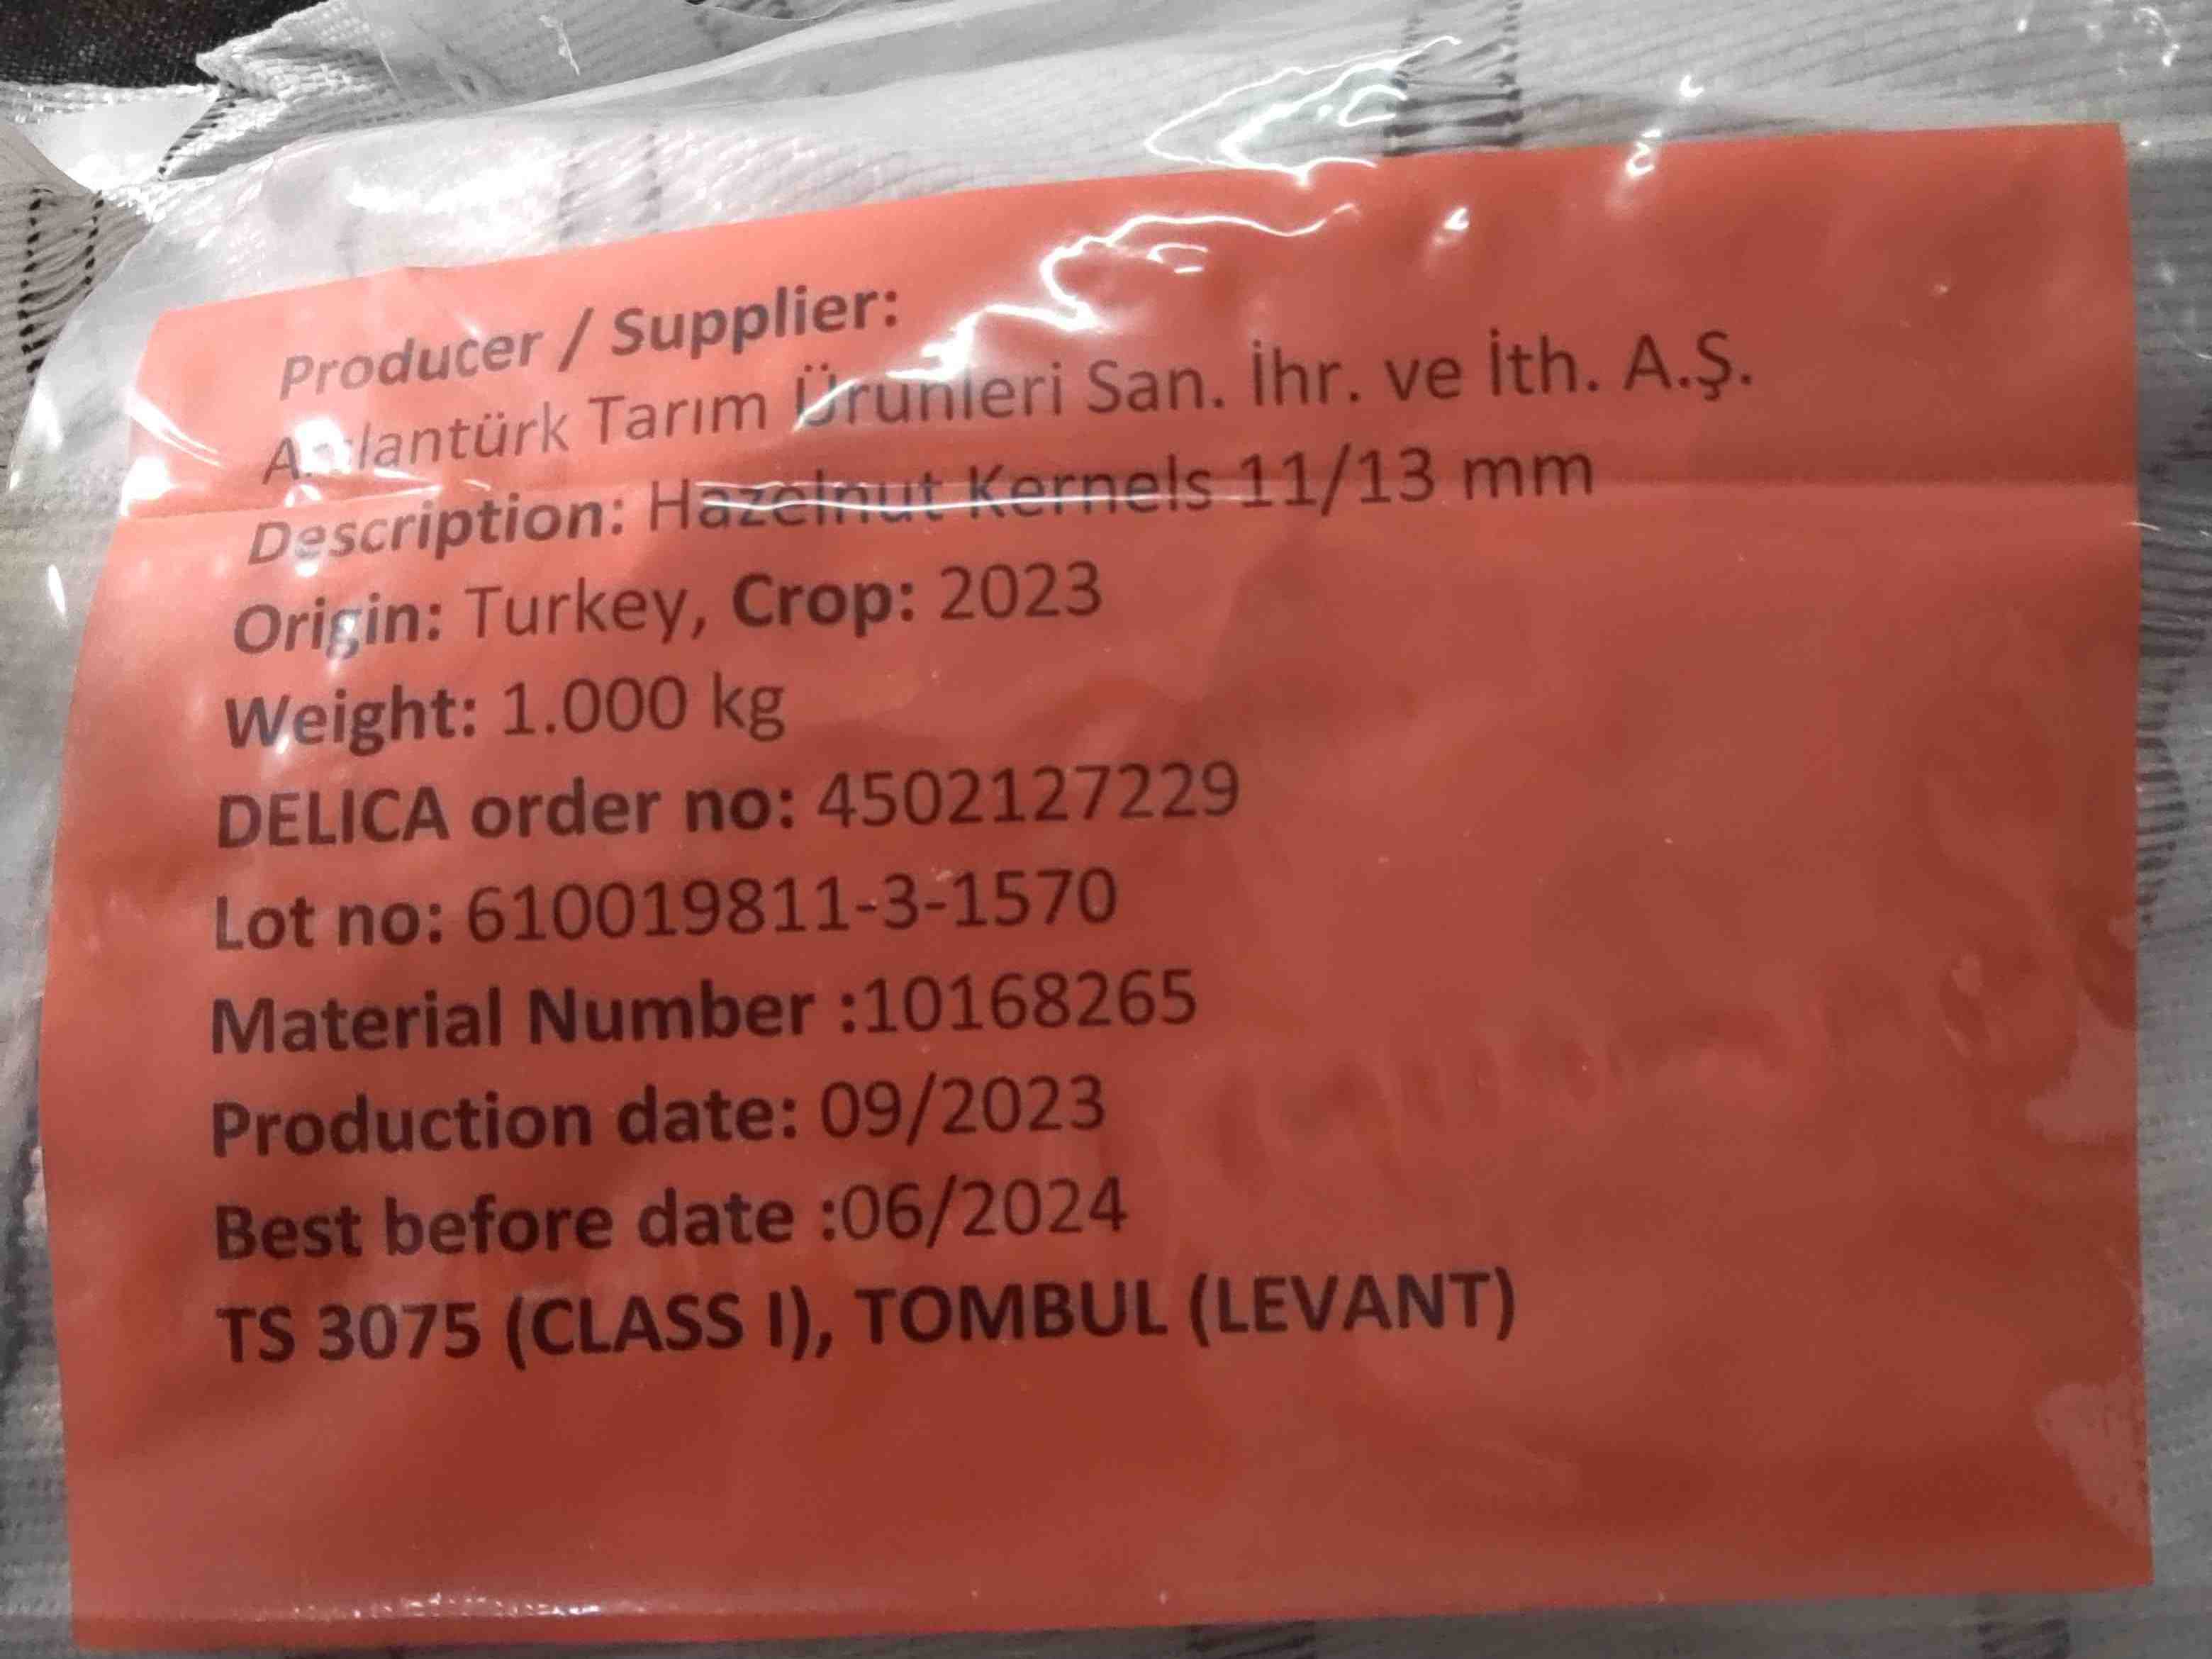 Producer / Supplier:
Tarım Ürünleri San. İhr. ve İth. A.Ş.
Description: Hazelnut Kernels 11/13 mm
Origin: Turkey, Crop: 2023
Weight: 1.000 kg
DELICA order no: 4502127229
Lot no: 610019811-3-1570
Material Number :10168265
Production date: 09/2023
Best before date :06/2024
TS 3075 (CLASS I), TOMBUL (LEVANT)